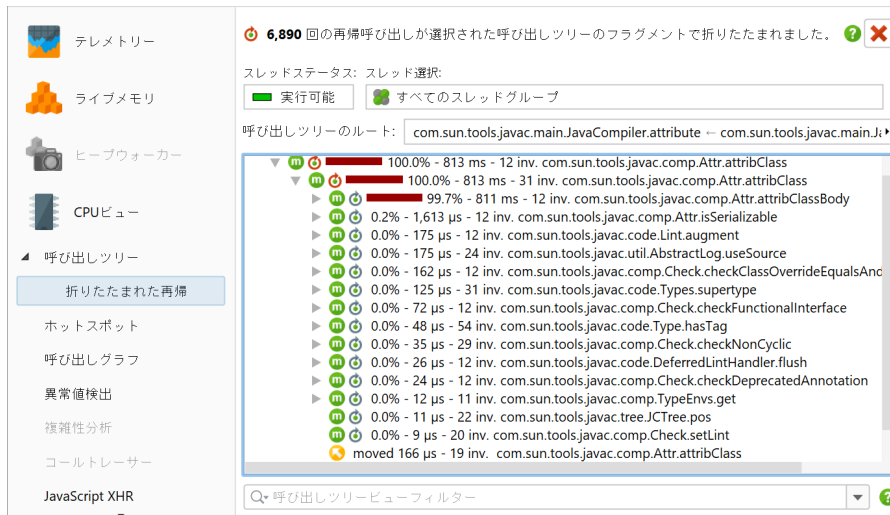 テレメトリー
ライブメモリ
ヒープウォーカー
CPUビュー
呼び出しツリー
折りたたまれた再帰
ホットスポット
呼び出しグラフ
異常値検出
複雑性分析
コールトレーサー
JavaScript XHR
6,890 回の再帰呼び出しが選択された呼び出しツリーのフラグメントで折りたたまれました。
スレッドステータス: スレッド選択:
実行可能 すべてのスレッドグループ
呼び出しツリーのルート: com.sun.tools.javac.main.JavaCompiler.attribute ← com.sun.tools.javac.main.Ja
100.0% - 813 ms - 12 inv. com.sun.tools.javac.comp.Attr.attribClass
100.0% - 813 ms - 31 inv. com.sun.tools.javac.comp.Attr.attribClass
99.7% - 811 ms - 12 inv. com.sun.tools.javac.comp.Attr.attribClassBody
0.2% - 1,613 µs - 12 inv. com.sun.tools.javac.comp.Attr.isSerializable
0.0% - 175 µs - 12 inv. com.sun.tools.javac.code.Lint.augment
0.0% - 175 µs - 24 inv. com.sun.tools.javac.util.AbstractLog.useSource
0.0% - 162 µs - 12 inv. com.sun.tools.javac.comp.Check.checkClassOverrideEqualsAnd
0.0% - 125 µs - 31 inv. com.sun.tools.javac.code.Types.supertype
0.0% - 72 µs - 12 inv. com.sun.tools.javac.comp.Check.checkFunctionalInterface
0.0% - 48 µs - 54 inv. com.sun.tools.javac.code.Type.hasTag
0.0% - 35 µs - 29 inv. com.sun.tools.javac.comp.Check.checkNonCyclic
0.0% - 26 µs - 12 inv. com.sun.tools.javac.code.DeferredLintHandler.flush
0.0% - 24 µs - 12 inv. com.sun.tools.javac.comp.Check.checkDeprecatedAnnotation
0.0% - 12 µs - 11 inv. com.sun.tools.javac.comp.TypeEnvs.get
0.0% - 11 µs - 22 inv. com.sun.tools.javac.tree.JCTree.pos
0.0% - 9 µs - 20 inv. com.sun.tools.javac.comp.Check.setLint
moved 166 µs - 19 inv. com.sun.tools.javac.comp.Attr.attribClass
呼び出しツリービューフィルター